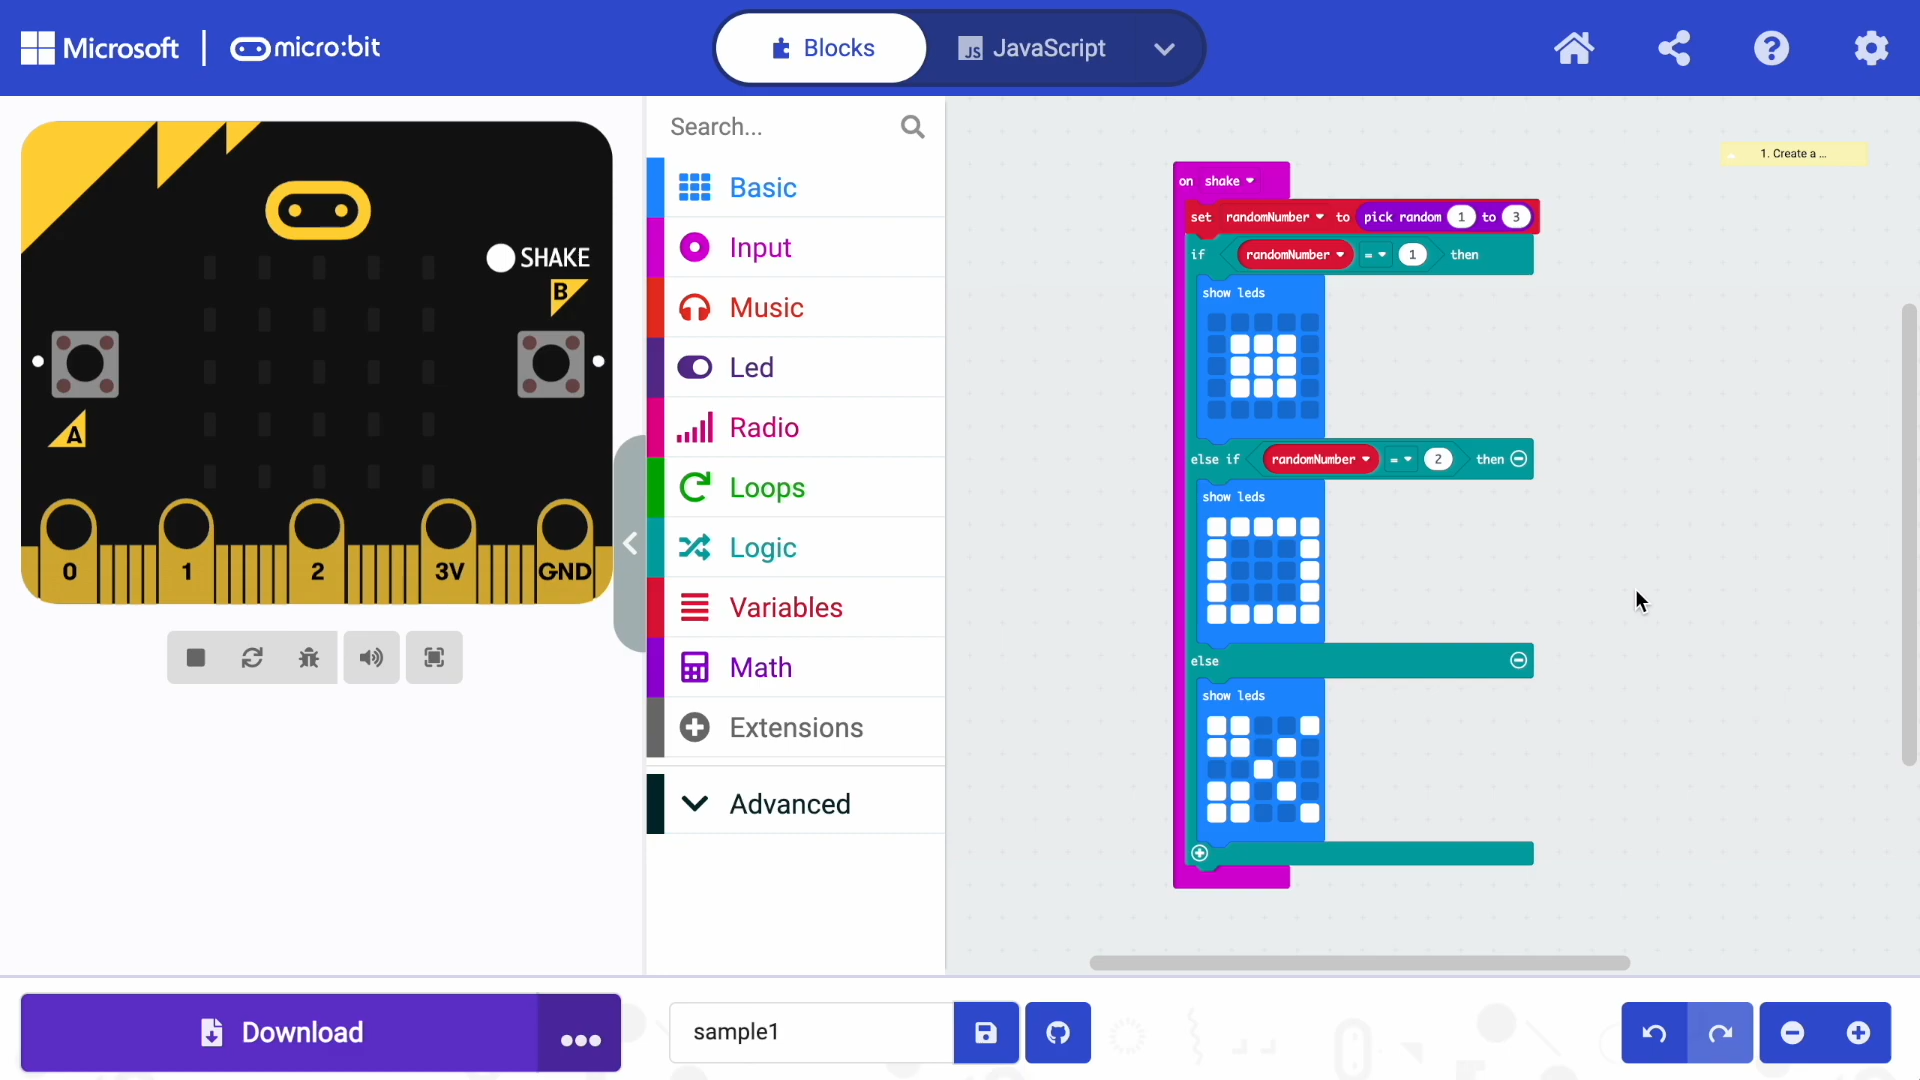 Microsoft | micro:bit
Blocks
JS JavaScript
SHAKE
B
A
0 1 2 3V GND
Search...
Basic
Input
Music
Led
Radio
Loops
Logic
Variables
Math
Extensions
Advanced
1. Create a ...
on shake
set randomNumber to pick random 1 to 3
if randomNumber = 1 then
show leds
else if randomNumber = 2 then
show leds
else
show leds
Download
sample1